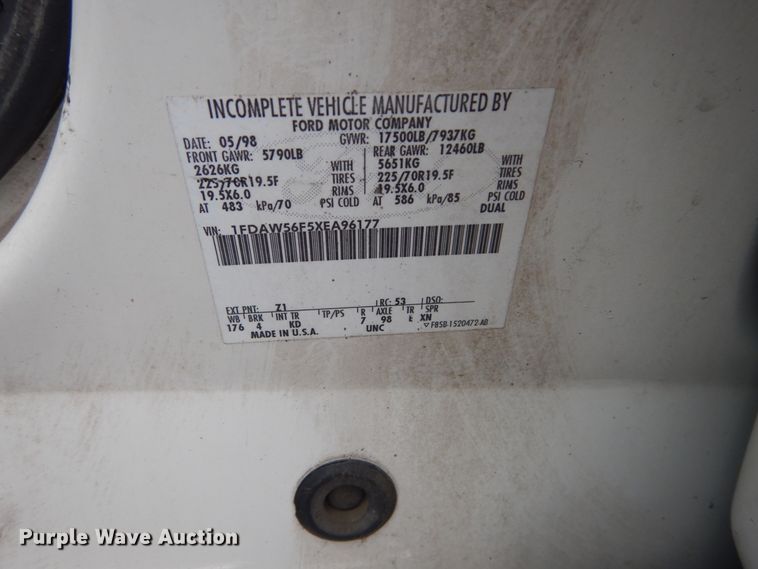 INCOMPLETE VEHICLE MANUFACTURED BY
FORD MOTOR COMPANY
DATE: 05/98 GVWR: 17500LB/7937KG
FRONT GAWR: 5790LB REAR GAWR: 12460LB
2626KG WITH 5651KG WITH
225/70R19.5F TIRES 225/70R19.5F TIRES
19.5X6.0 RIMS 19.5X6.0 RIMS
AT 483 kPa/70 PSI COLD AT 586 kPa/85 PSI COLD
DUAL
VIN: 1FDAW56F5XEA96177
EXT PNT: Z1 RC: 53 DSO:
WB BRK INT TR TP/PS R AXLE TR SPR
176 4 KD 7 98 E XN
MADE IN U.S.A. UNC
F85B-1520472-AB
Purple Wave Auction